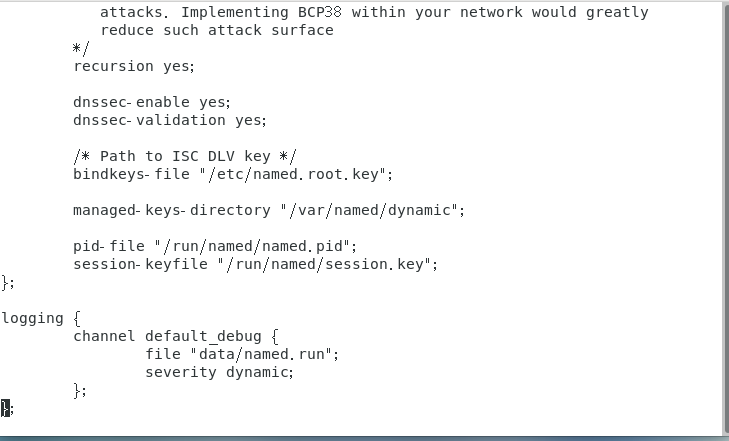 attacks. Implementing BCP38 within your network would greatly
reduce such attack surface
*/
recursion yes;
dnssec-enable yes;
dnssec-validation yes;
/* Path to ISC DLV key */
bindkeys-file "/etc/named.root.key";
managed-keys-directory "/var/named/dynamic";
pid-file "/run/named/named.pid";
session-keyfile "/run/named/session.key";
};
logging {
channel default_debug {
file "data/named.run";
severity dynamic;
};
};